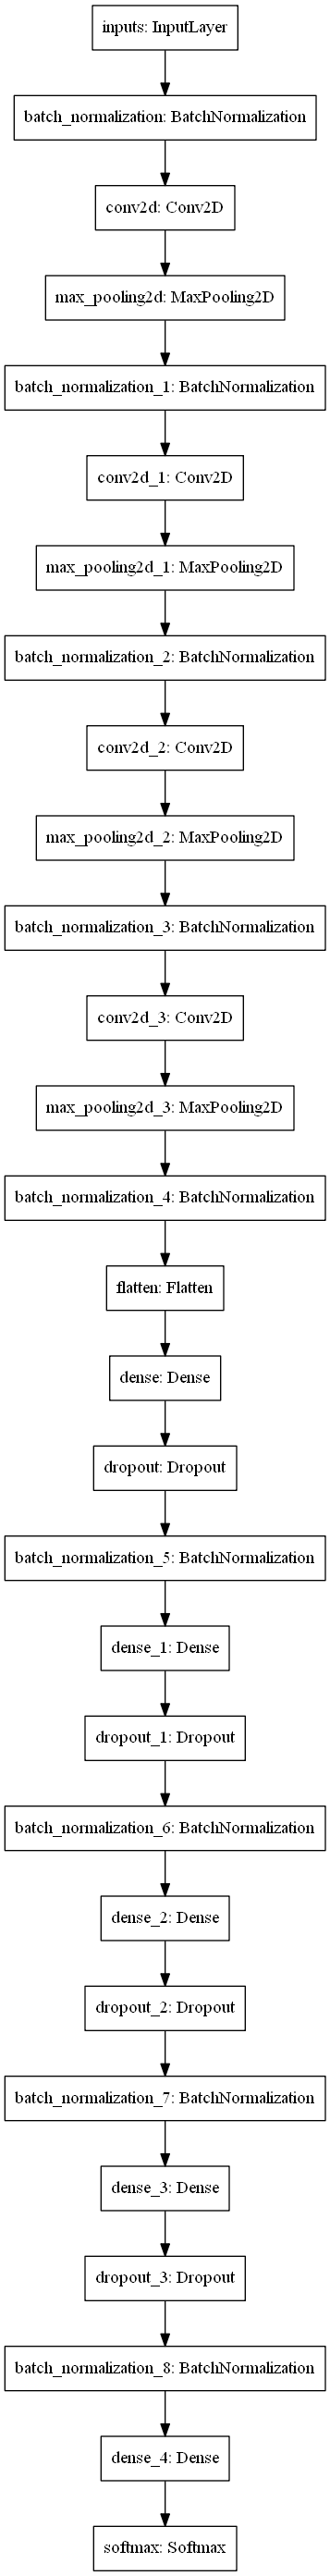 inputs: InputLayer
batch_normalization: BatchNormalization
conv2d: Conv2D
max_pooling2d: MaxPooling2D
batch_normalization_1: BatchNormalization
conv2d_1: Conv2D
max_pooling2d_1: MaxPooling2D
batch_normalization_2: BatchNormalization
conv2d_2: Conv2D
max_pooling2d_2: MaxPooling2D
batch_normalization_3: BatchNormalization
conv2d_3: Conv2D
max_pooling2d_3: MaxPooling2D
batch_normalization_4: BatchNormalization
flatten: Flatten
dense: Dense
dropout: Dropout
batch_normalization_5: BatchNormalization
dense_1: Dense
dropout_1: Dropout
batch_normalization_6: BatchNormalization
dense_2: Dense
dropout_2: Dropout
batch_normalization_7: BatchNormalization
dense_3: Dense
dropout_3: Dropout
batch_normalization_8: BatchNormalization
dense_4: Dense
softmax: Softmax